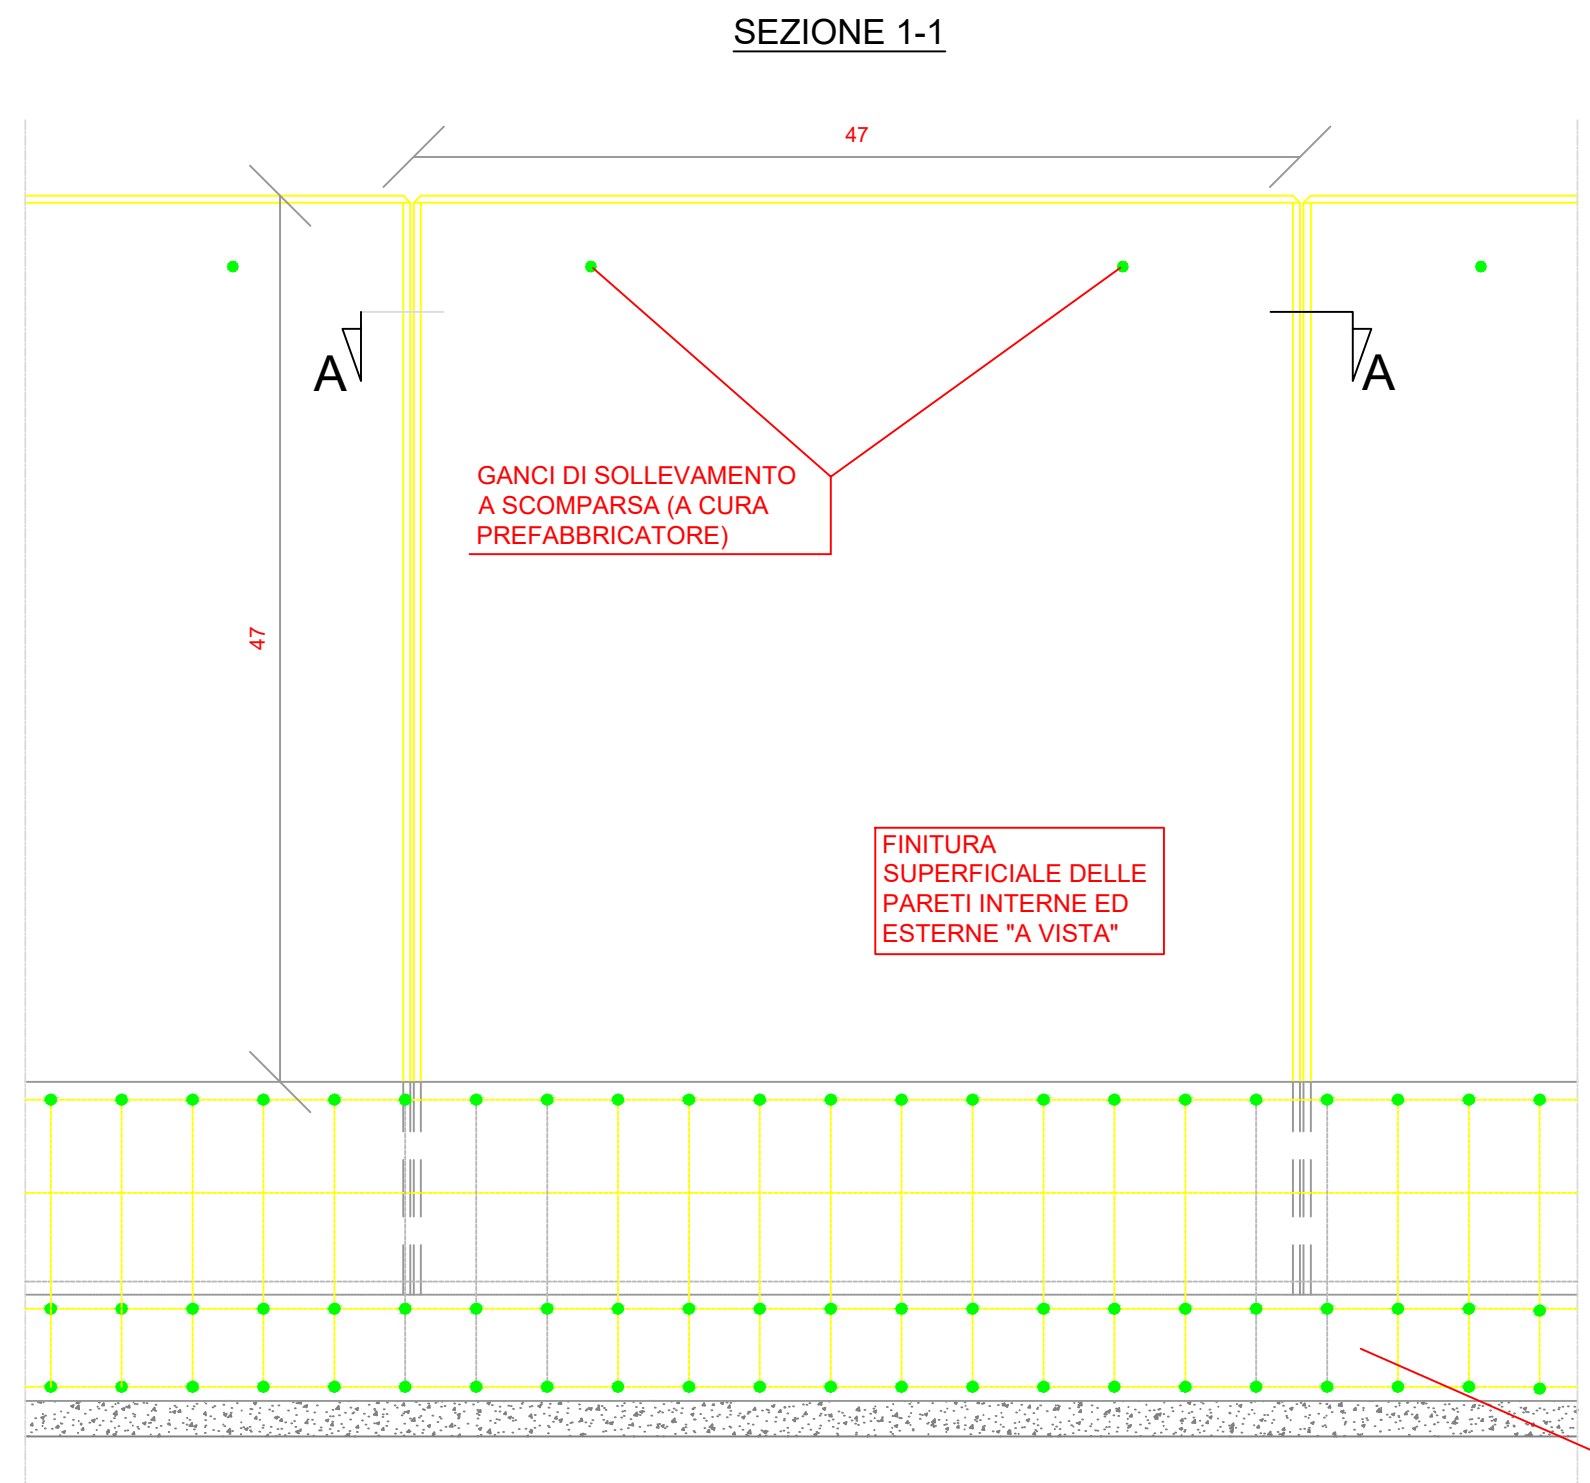 SEZIONE 1-1
47
A
A
GANCI DI SOLLEVAMENTO
A SCOMPARSA (A CURA
PREFABBRICATORE)
47
FINITURA
SUPERFICIALE DELLE
PARETI INTERNE ED
ESTERNE "A VISTA"